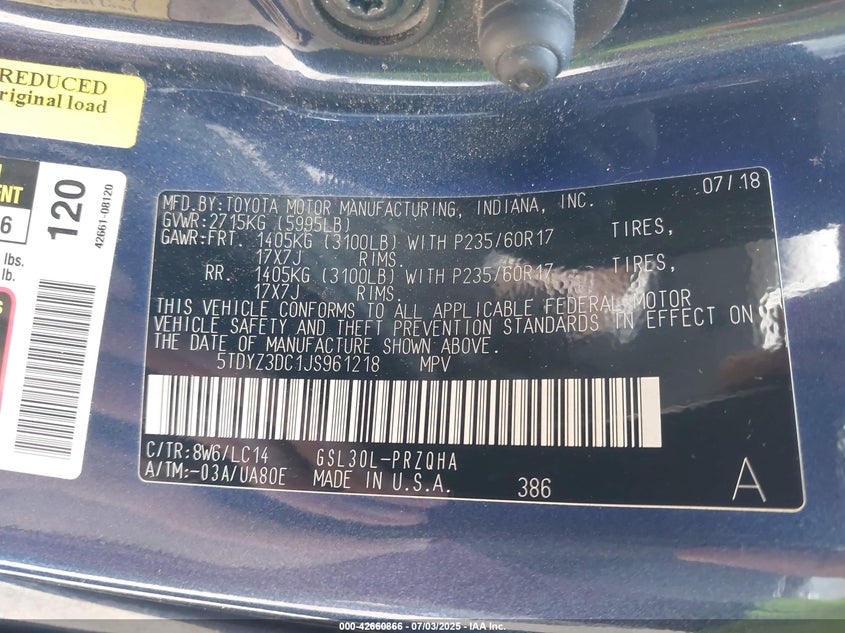 REDUCED
riginal load
ENT
6
lbs.
lb.
120
42661-08120
07/18
MFD.BY:TOYOTA MOTOR MANUFACTURING, INDIANA, INC.
GVWR:2715KG (5995LB)
GAWR:FRT. 1405KG (3100LB) WITH P235/60R17 TIRES,
17X7J RIMS.
RR. 1405KG (3100LB) WITH P235/60R17 TIRES,
17X7J RIMS.
THIS VEHICLE CONFORMS TO ALL APPLICABLE FEDERAL MOTOR
VEHICLE SAFETY AND THEFT PREVENTION STANDARDS IN EFFECT ON
THE DATE OF MANUFACTURE SHOWN ABOVE.
5TDYZ3DC1JS961218 MPV
C/TR:8W6/LC14 GSL30L-PRZQHA
A/TM:-03A/UA80E MADE IN U.S.A. 386 A
000-42660866 - 07/03/2025 - IAA Inc.